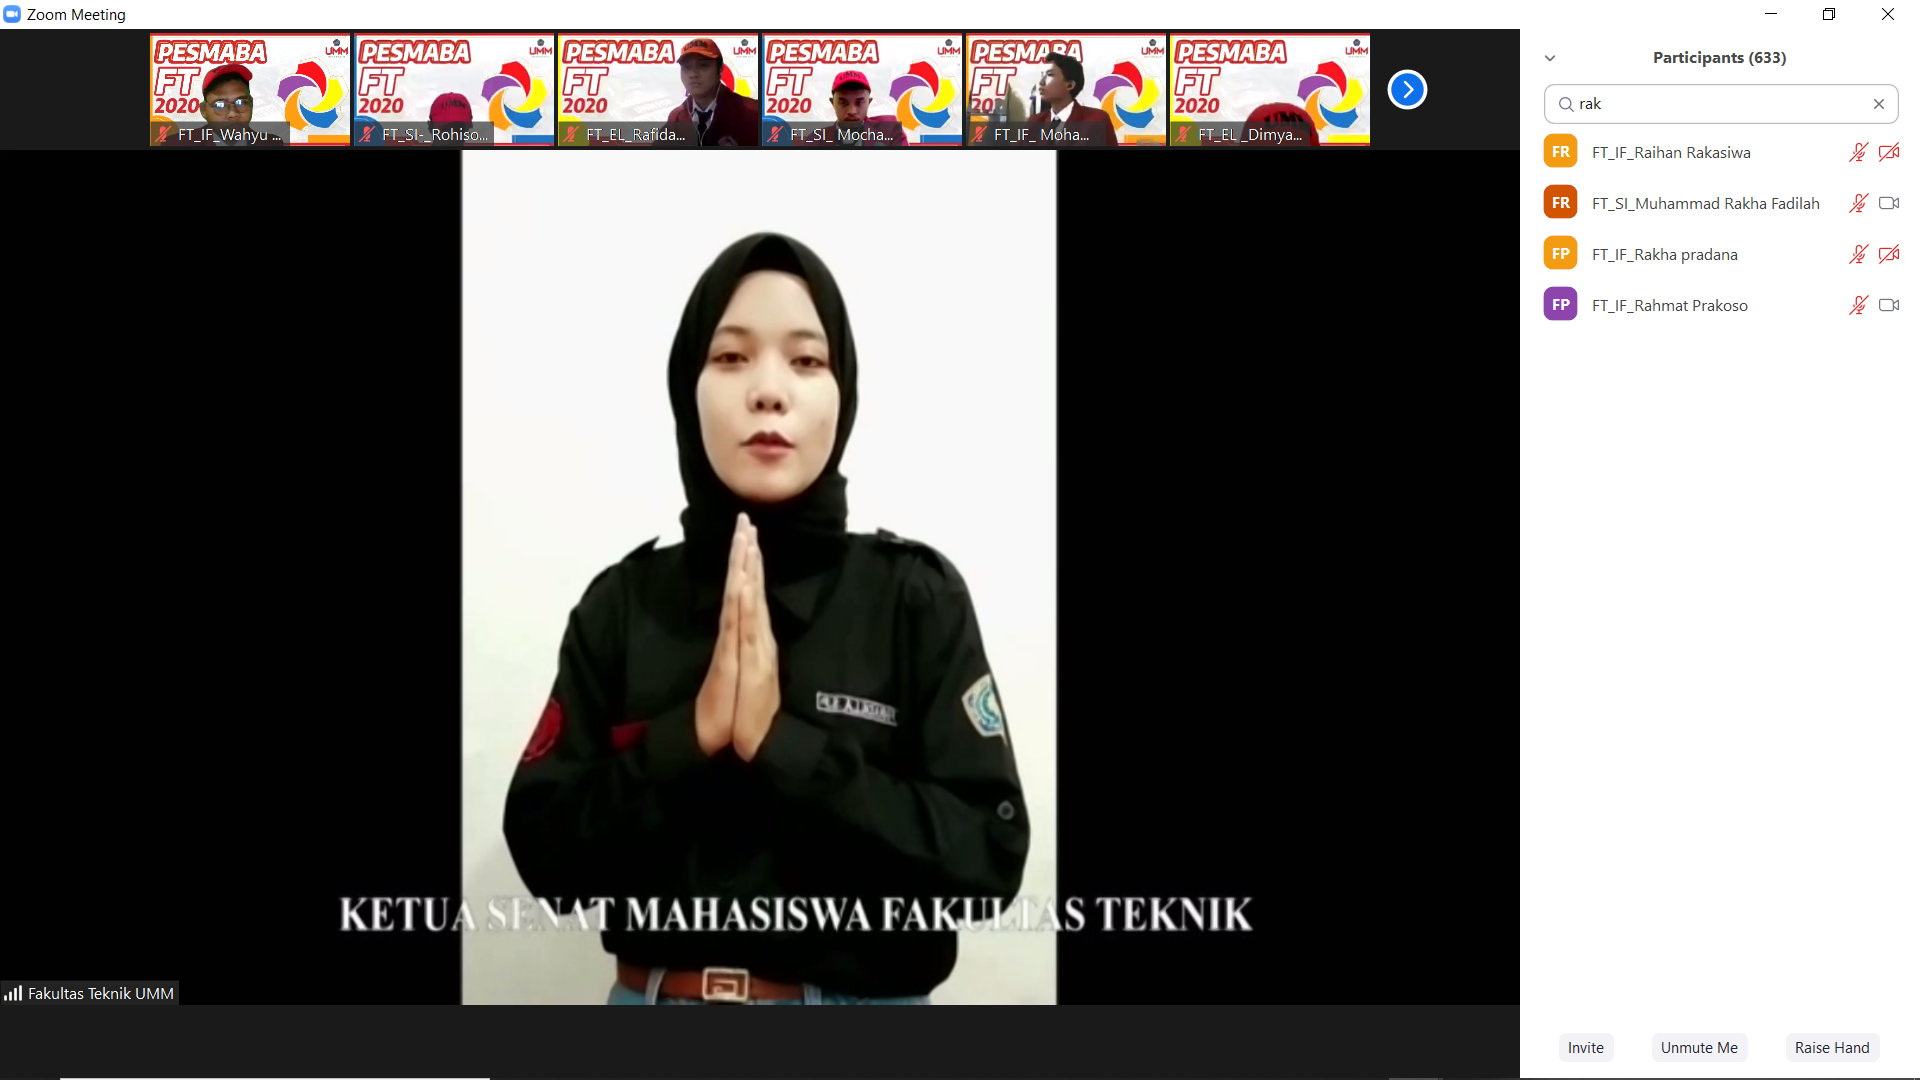 Zoom Meeting
PESMABA
FT
2020
UMM
FT_IF_Wahyu ...
PESMABA
FT
2020
UMM
FT_SI-_Rohiso...
PESMABA
FT
2020
UMM
FT_EL_Rafida...
PESMABA
FT
2020
UMM
FT_SI_ Mocha...
PESMABA
FT
UMM
FT_IF_ Moha...
PESMABA
FT
2020
UMM
FT_EL _Dimya...
KETUA SENAT MAHASISWA FAKULTAS TEKNIK
Fakultas Teknik UMM
Participants (633)
rak
FR FT_IF_Raihan Rakasiwa
FR FT_SI_Muhammad Rakha Fadilah
FP FT_IF_Rakha pradana
FP FT_IF_Rahmat Prakoso
Invite Unmute Me Raise Hand